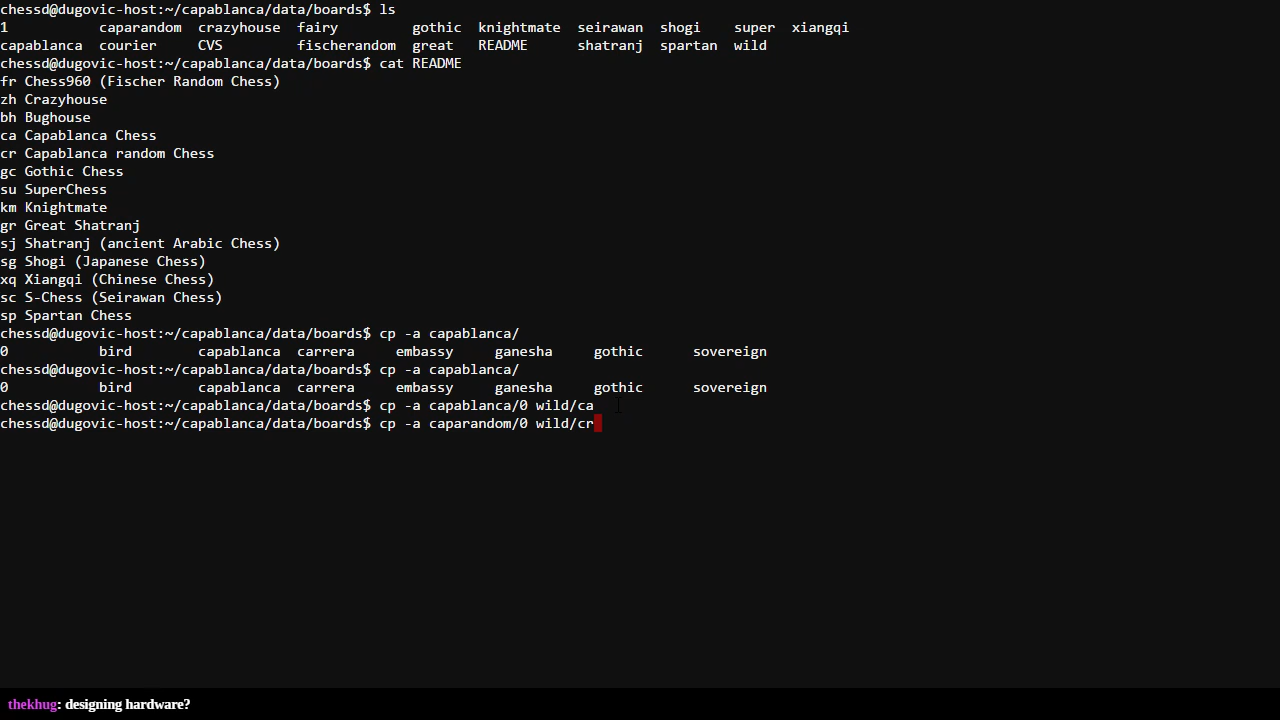 chessd@dugovic-host:~/capablanca/data/boards$ ls
1 caparandom crazyhouse fairy gothic knightmate seirawan shogi super xiangqi
capablanca courier CVS fischerandom great README shatranj spartan wild
chessd@dugovic-host:~/capablanca/data/boards$ cat README
fr Chess960 (Fischer Random Chess)
zh Crazyhouse
bh Bughouse
ca Capablanca Chess
cr Capablanca random Chess
gc Gothic Chess
su SuperChess
km Knightmate
gr Great Shatranj
sj Shatranj (ancient Arabic Chess)
sg Shogi (Japanese Chess)
xq Xiangqi (Chinese Chess)
sc S-Chess (Seirawan Chess)
sp Spartan Chess
chessd@dugovic-host:~/capablanca/data/boards$ cp -a capablanca/
0 bird capablanca carrera embassy ganesha gothic sovereign
chessd@dugovic-host:~/capablanca/data/boards$ cp -a capablanca/
0 bird capablanca carrera embassy ganesha gothic sovereign
chessd@dugovic-host:~/capablanca/data/boards$ cp -a capablanca/0 wild/ca
chessd@dugovic-host:~/capablanca/data/boards$ cp -a caparandom/0 wild/cr
thekhug: designing hardware?